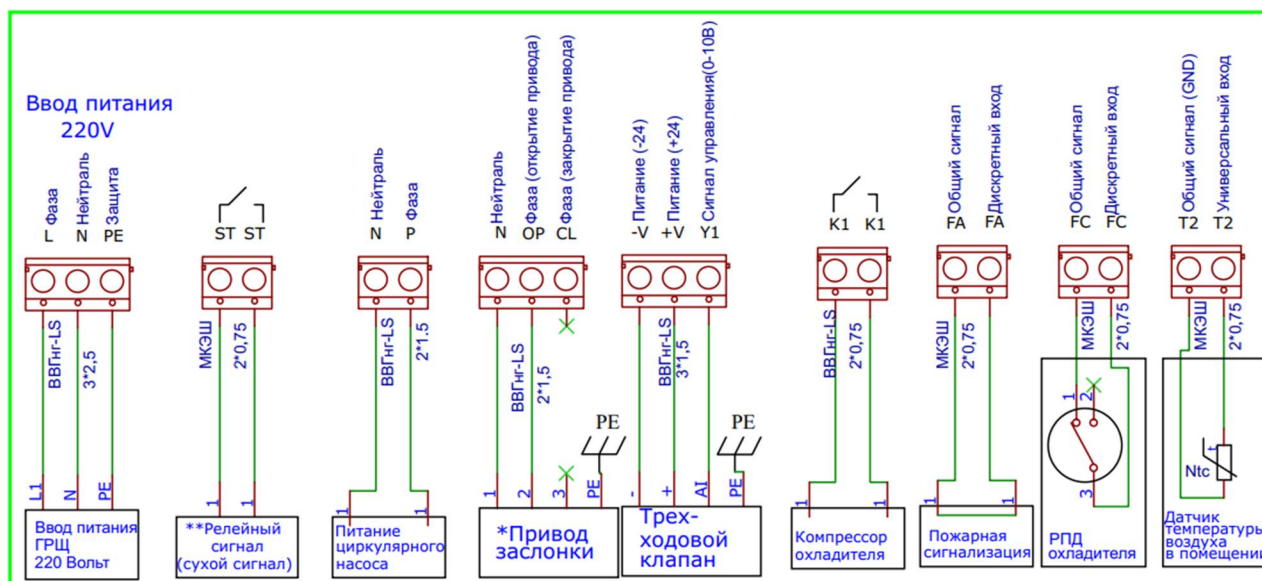 Ввод питания
220V
Фаза
Нейтраль
Защита
L N PE
ВВГнг-LS
3*2,5
L1 N PE
Ввод питания
ГРЩ
220 Вольт
ST ST
МКЭШ
2*0,75
1 1
**Релейный
сигнал
(сухой сигнал)
Нейтраль
Фаза
N P
ВВГнг-LS
2*1.5
1 1
Питание
циркулярного
насоса
Нейтраль
Фаза (открытие привода)
Фаза (закрытие привода)
N OP CL
ВВГнг-LS
2*1,5
PE
1 2 3 PE
*Привод
заслонки
Питание (-24)
Питание (+24)
Сигнал управления(0-10В)
-V +V Y1
ВВГнг-LS
3*1,5
PE
- + AI PE
Трех-
ходовой
клапан
K1 K1
ВВГнг-LS
2*0,75
1 1
Компрессор
охладителя
Общий сигнал
Дискретный вход
FA FA
МКЭШ
2*0,75
1 1
Пожарная
сигнализация
Общий сигнал
Дискретный вход
FC FC
МКЭШ
2*0,75
1 2
3
РПД
охладителя
Общий сигнал (GND)
Универсальный вход
T2 T2
МКЭШ
2*0,75
t
Ntc
Датчик
температуры
воздуха
в помещении